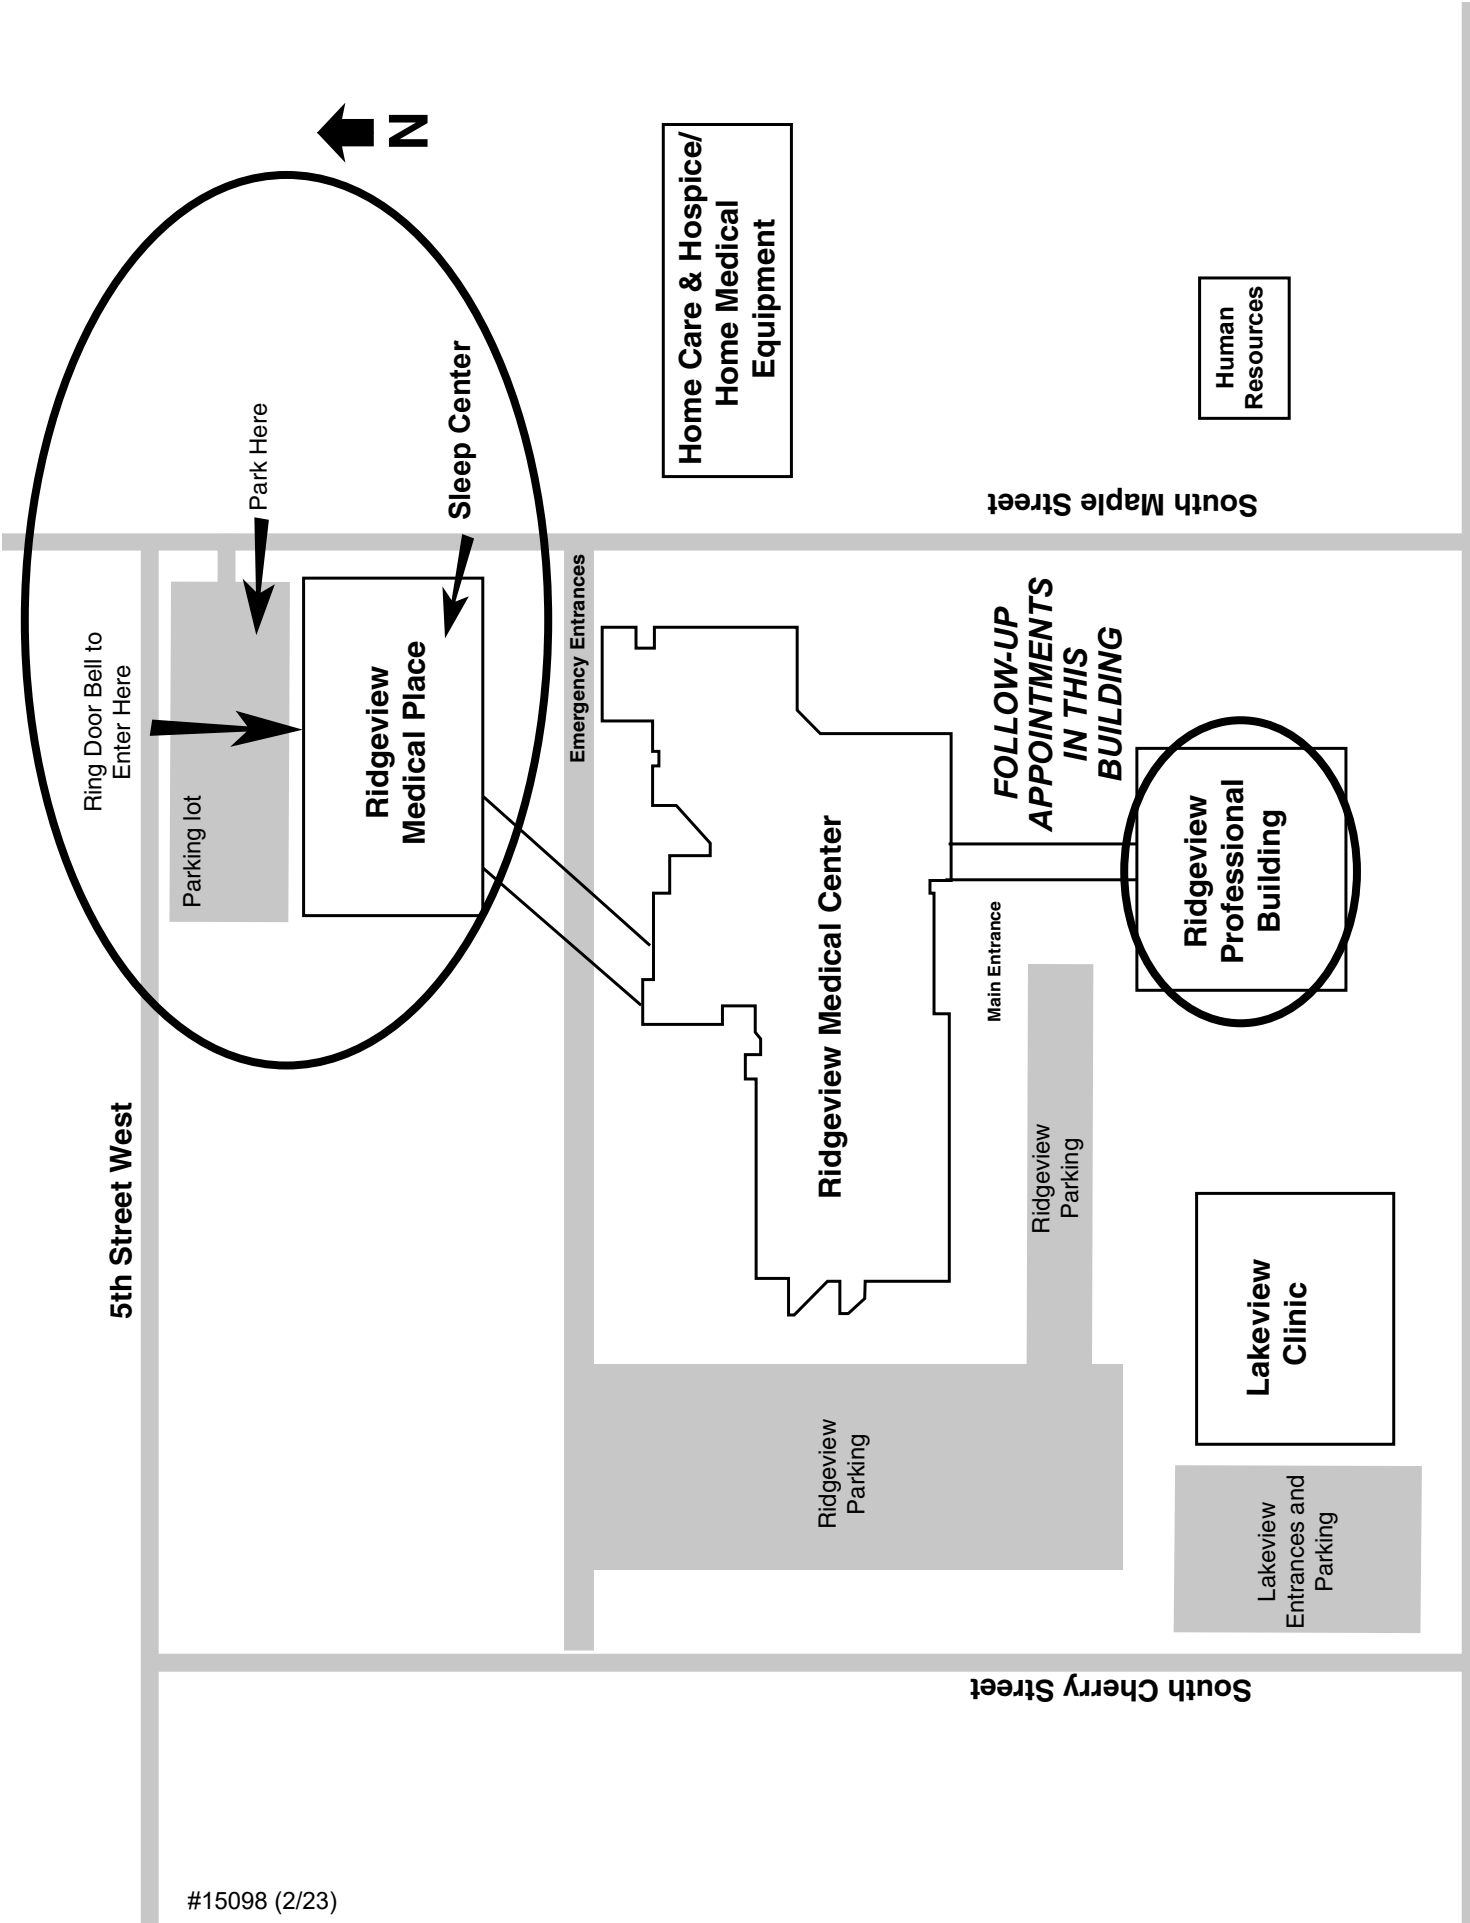 N
5th Street West
Ring Door Bell to
Enter Here
Park Here
Parking lot
Ridgeview
Medical Place
Sleep Center
Emergency Entrances
Home Care & Hospice/
Home Medical
Equipment
Ridgeview Medical Center
Ridgeview
Parking
Main Entrance
Ridgeview
Parking
FOLLOW-UP
APPOINTMENTS
IN THIS
BUILDING
South Maple Street
South Cherry Street
Ridgeview
Professional
Building
Human
Resources
Lakeview
Clinic
Lakeview
Entrances and
Parking
#15098 (2/23)